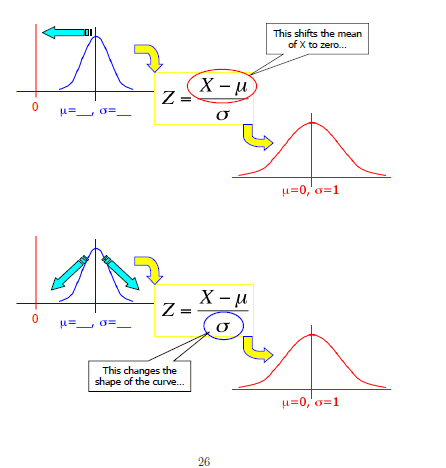 This shifts the mean
of X to zero...
Z = X − μ / σ
0
μ=__, σ=__
μ=0, σ=1
Z = X − μ / σ
0
μ=__, σ=__
This changes the
shape of the curve...
μ=0, σ=1
26